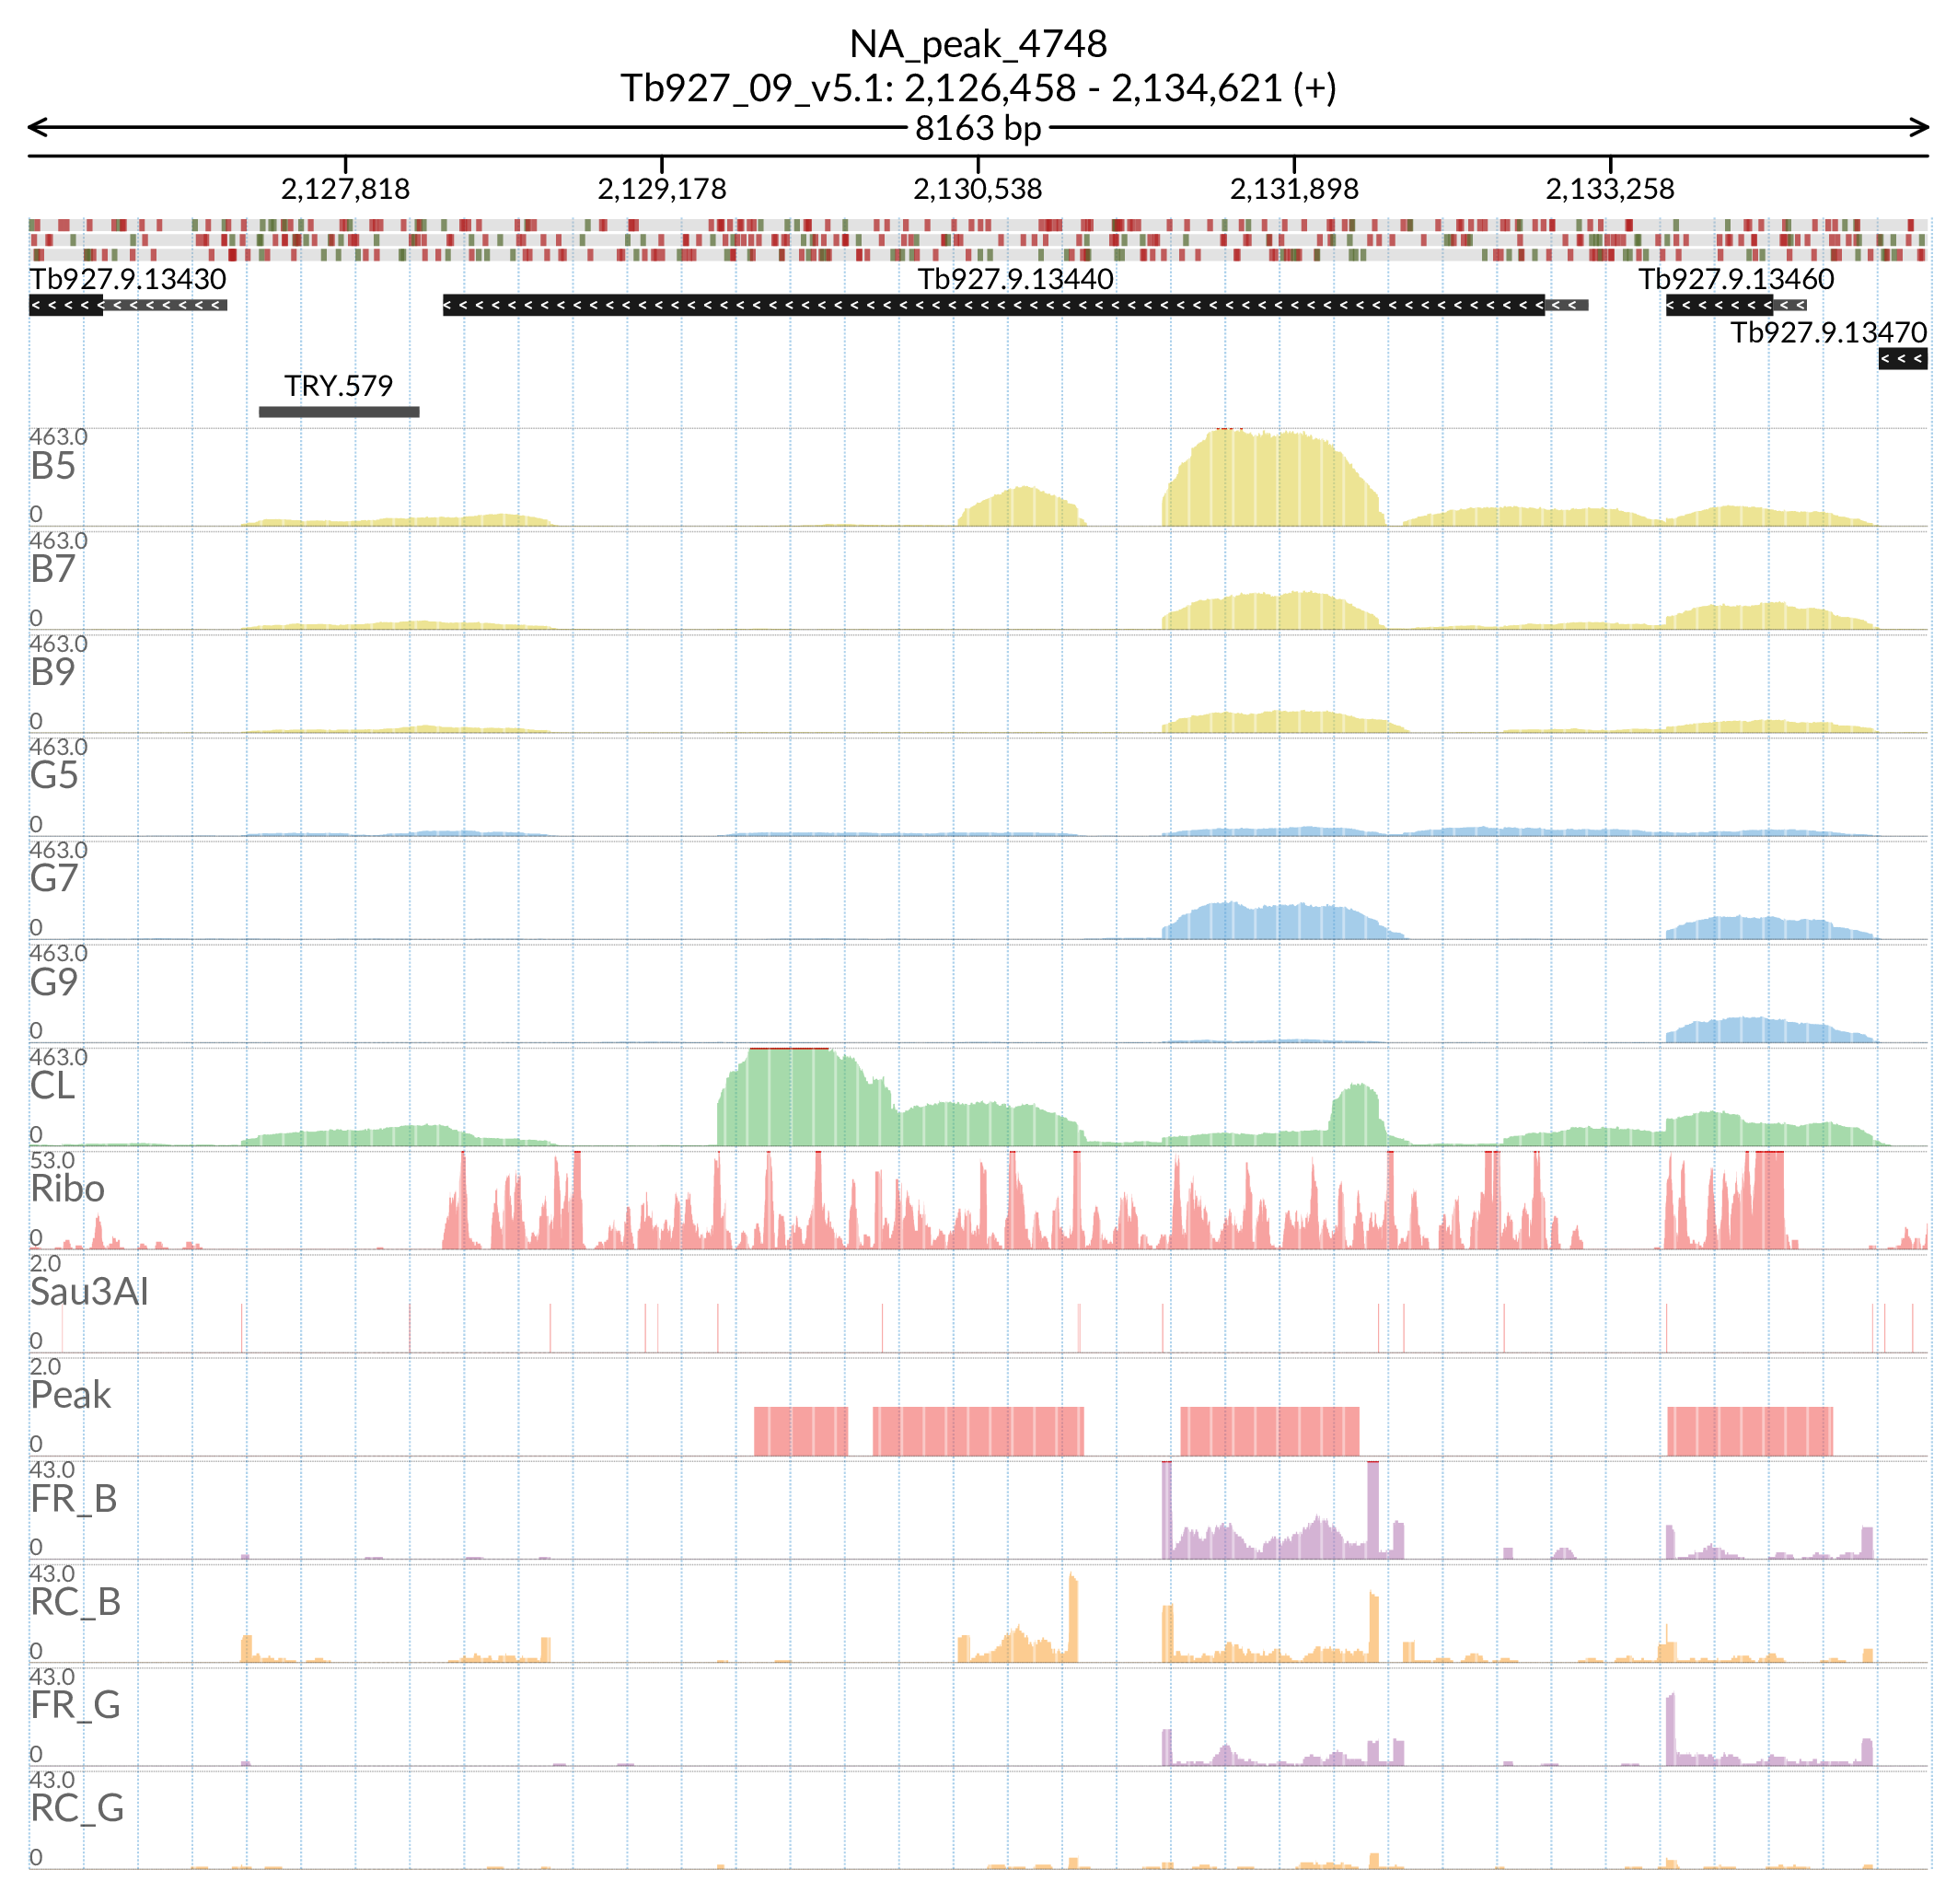 NA_peak_4748
Tb927_09_v5.1: 2,126,458 - 2,134,621 (+)
8163 bp
2,127,818 2,129,178 2,130,538 2,131,898 2,133,258
Tb927.9.13430 Tb927.9.13440 Tb927.9.13460
Tb927.9.13470
TRY.579
463.0
B5
0
463.0
B7
0
463.0
B9
0
463.0
G5
0
463.0
G7
0
463.0
G9
0
463.0
CL
0
53.0
Ribo
0
2.0
Sau3AI
0
2.0
Peak
0
43.0
FR_B
0
43.0
RC_B
0
43.0
FR_G
0
43.0
RC_G
0